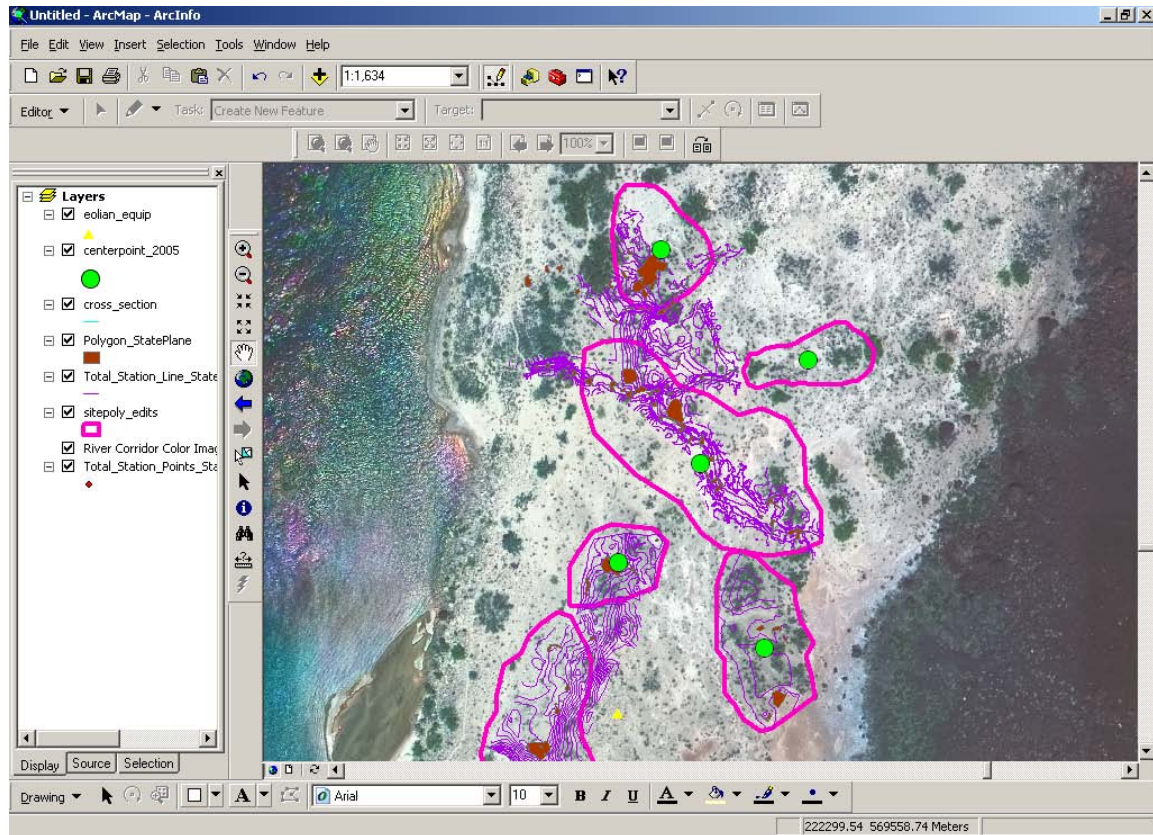 Untitled - ArcMap - ArcInfo
File Edit View Insert Selection Tools Window Help
1:1,634
Editor Task: Create New Feature Target:
100%
Layers
eolian_equip
centerpoint_2005
cross_section
Polygon_StatePlane
Total_Station_Line_State
sitepoly_edits
River Corridor Color Imag
Total_Station_Points_Sta
Display Source Selection
Drawing A Arial 10 B I U A
222299.54 569558.74 Meters